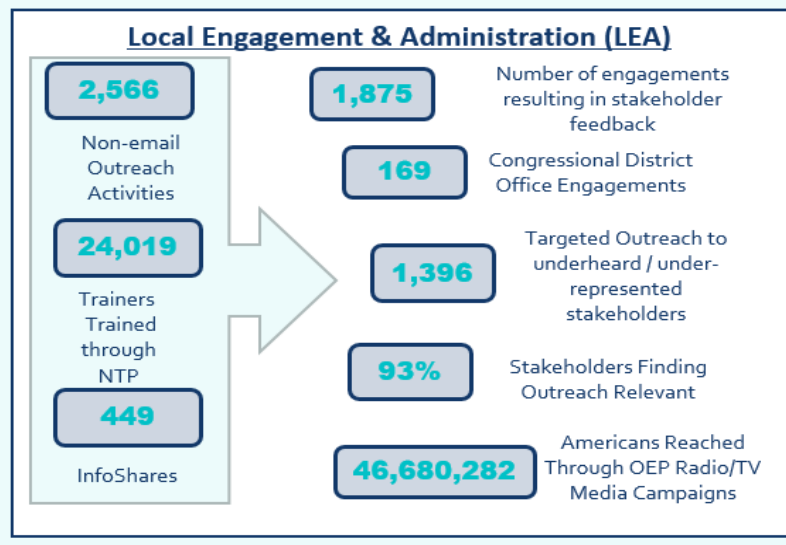 Local Engagement & Administration (LEA)
2,566
Non-email
Outreach
Activities
24,019
Trainers
Trained
through
NTP
449
InfoShares
1,875
Number of engagements
resulting in stakeholder
feedback
169
Congressional District
Office Engagements
1,396
Targeted Outreach to
underheard / under-
represented
stakeholders
93%
Stakeholders Finding
Outreach Relevant
46,680,282
Americans Reached
Through OEP Radio/TV
Media Campaigns